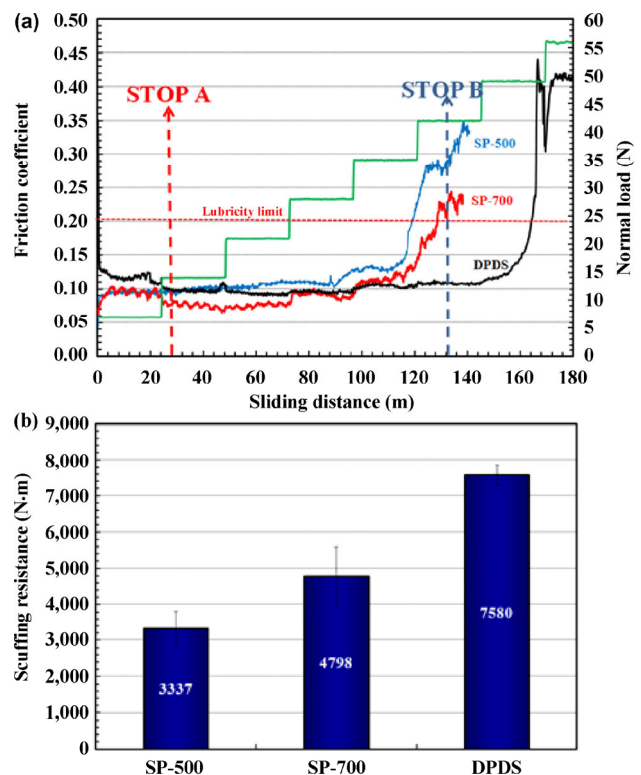 (a)
0.50
0.45
0.40
0.35
0.30
0.25
0.20
0.15
0.10
0.05
0.00
Friction coefficient
60
55
50
45
40
35
30
25
20
15
10
5
0
Normal load (N)
STOP A
STOP B
SP-500
SP-700
Lubricity limit
DPDS
0 20 40 60 80 100 120 140 160 180
Sliding distance (m)
(b)
9,000
8,000
7,000
6,000
5,000
4,000
3,000
2,000
1,000
0
Scuffing resistance (N·m)
3337
4798
7580
SP-500 SP-700 DPDS